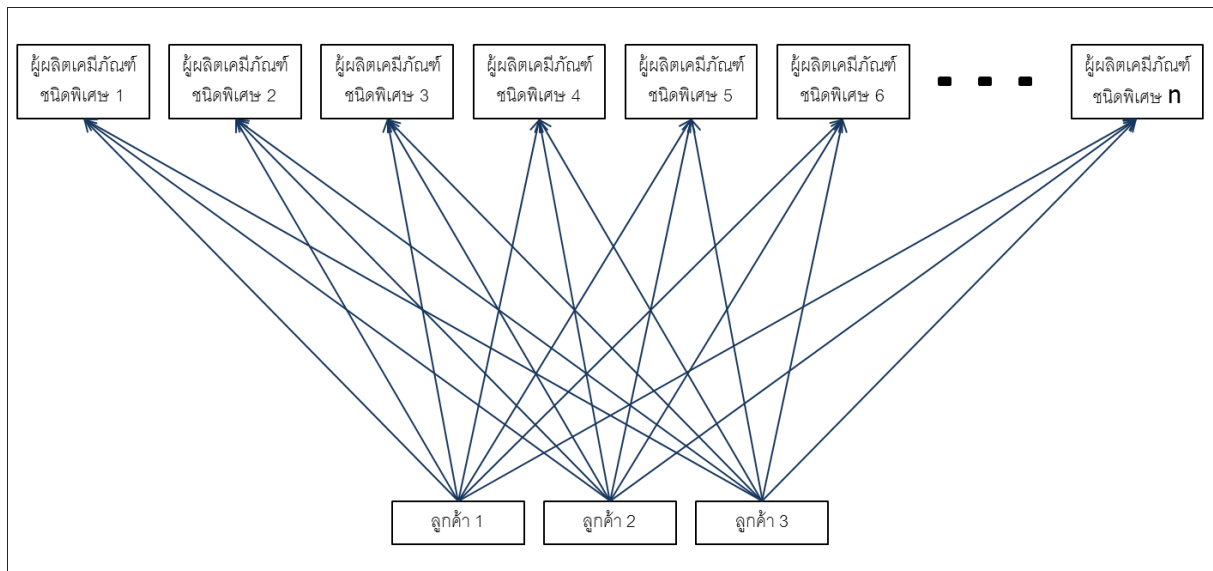 ผู้ผลิตเคมีภัณฑ์
ชนิดพิเศษ 1
ผู้ผลิตเคมีภัณฑ์
ชนิดพิเศษ 2
ผู้ผลิตเคมีภัณฑ์
ชนิดพิเศษ 3
ผู้ผลิตเคมีภัณฑ์
ชนิดพิเศษ 4
ผู้ผลิตเคมีภัณฑ์
ชนิดพิเศษ 5
ผู้ผลิตเคมีภัณฑ์
ชนิดพิเศษ 6
ผู้ผลิตเคมีภัณฑ์
ชนิดพิเศษ n
ลูกค้า 1
ลูกค้า 2
ลูกค้า 3